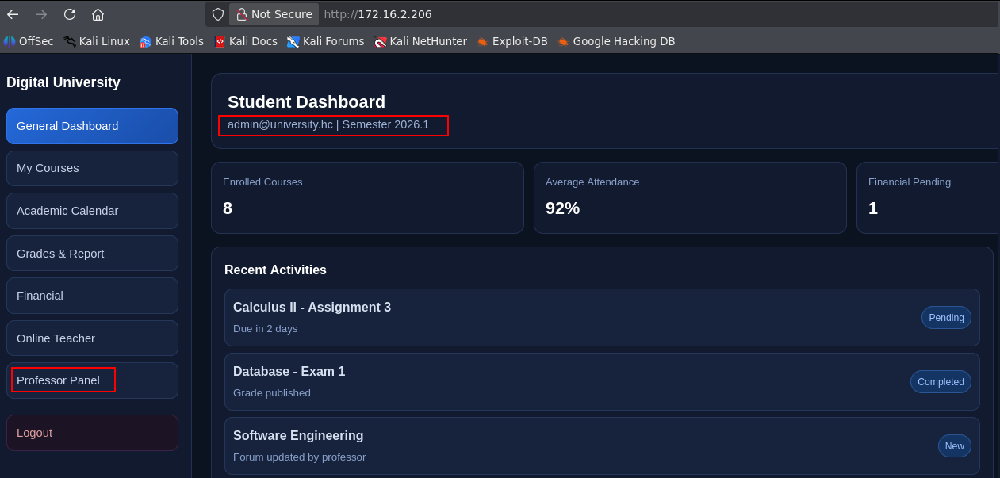 Not Secure http://172.16.2.206
OffSec Kali Linux Kali Tools Kali Docs Kali Forums Kali NetHunter Exploit-DB Google Hacking DB
Digital University
General Dashboard
My Courses
Academic Calendar
Grades & Report
Financial
Online Teacher
Professor Panel
Logout
Student Dashboard
admin@university.hc | Semester 2026.1
Enrolled Courses
8
Average Attendance
92%
Financial Pending
1
Recent Activities
Calculus II - Assignment 3
Due in 2 days
Pending
Database - Exam 1
Grade published
Completed
Software Engineering
Forum updated by professor
New